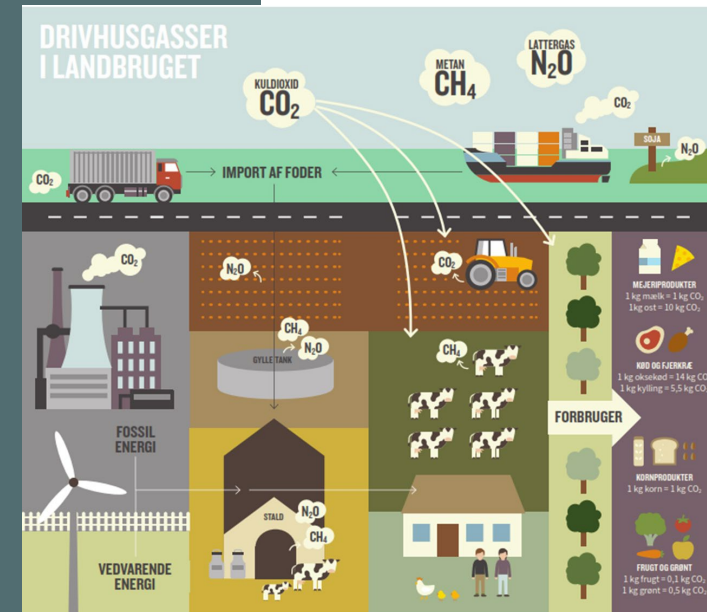 DRIVHUSGASSER
I LANDBRUGET
KULDIOXID
CO₂
METAN
CH₄
LATTERGAS
N₂O
CO₂
SOJA
N₂O
CO₂
IMPORT AF FODER
CO₂
N₂O
CO₂
CH₄
N₂O
GYLLETANK
CH₄
FOSSIL
ENERGI
VEDVARENDE
ENERGI
STALD
N₂O
CH₄
FORBRUGER
MEJERIPRODUKTER
1 kg mælk = 1 kg CO₂
1kg ost = 10 kg CO₂
KØD OG FJERKRÆ
1 kg oksekød = 14 kg CO
1 kg kylling = 5,5 kg CO
KORNPRODUKTER
1 kg korn = 1 kg CO₂
FRUGT OG GRØNT
1 kg frugt = 0,1 kg CO₂
1 kg grønt = 0,5 kg CO₂